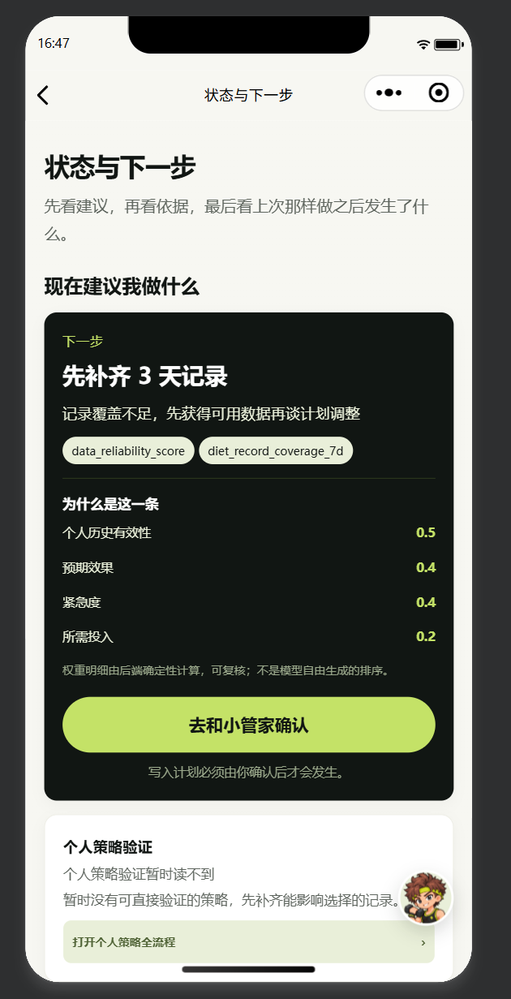 16:47
状态与下一步
状态与下一步
先看建议，再看依据，最后看上次那样做之后发生了什
么。
现在建议我做什么
下一步
先补齐 3 天记录
记录覆盖不足，先获得可用数据再谈计划调整
data_reliability_score diet_record_coverage_7d
为什么是这一条
个人历史有效性 0.5
预期效果 0.4
紧急度 0.4
所需投入 0.2
权重明细由后端确定性计算，可复核；不是模型自由生成的排序。
去和小管家确认
写入计划必须由你确认后才会发生。
个人策略验证
个人策略验证暂时读不到
暂时没有可直接验证的策略，先补齐能影响选择的记录。
打开个人策略全流程 ›